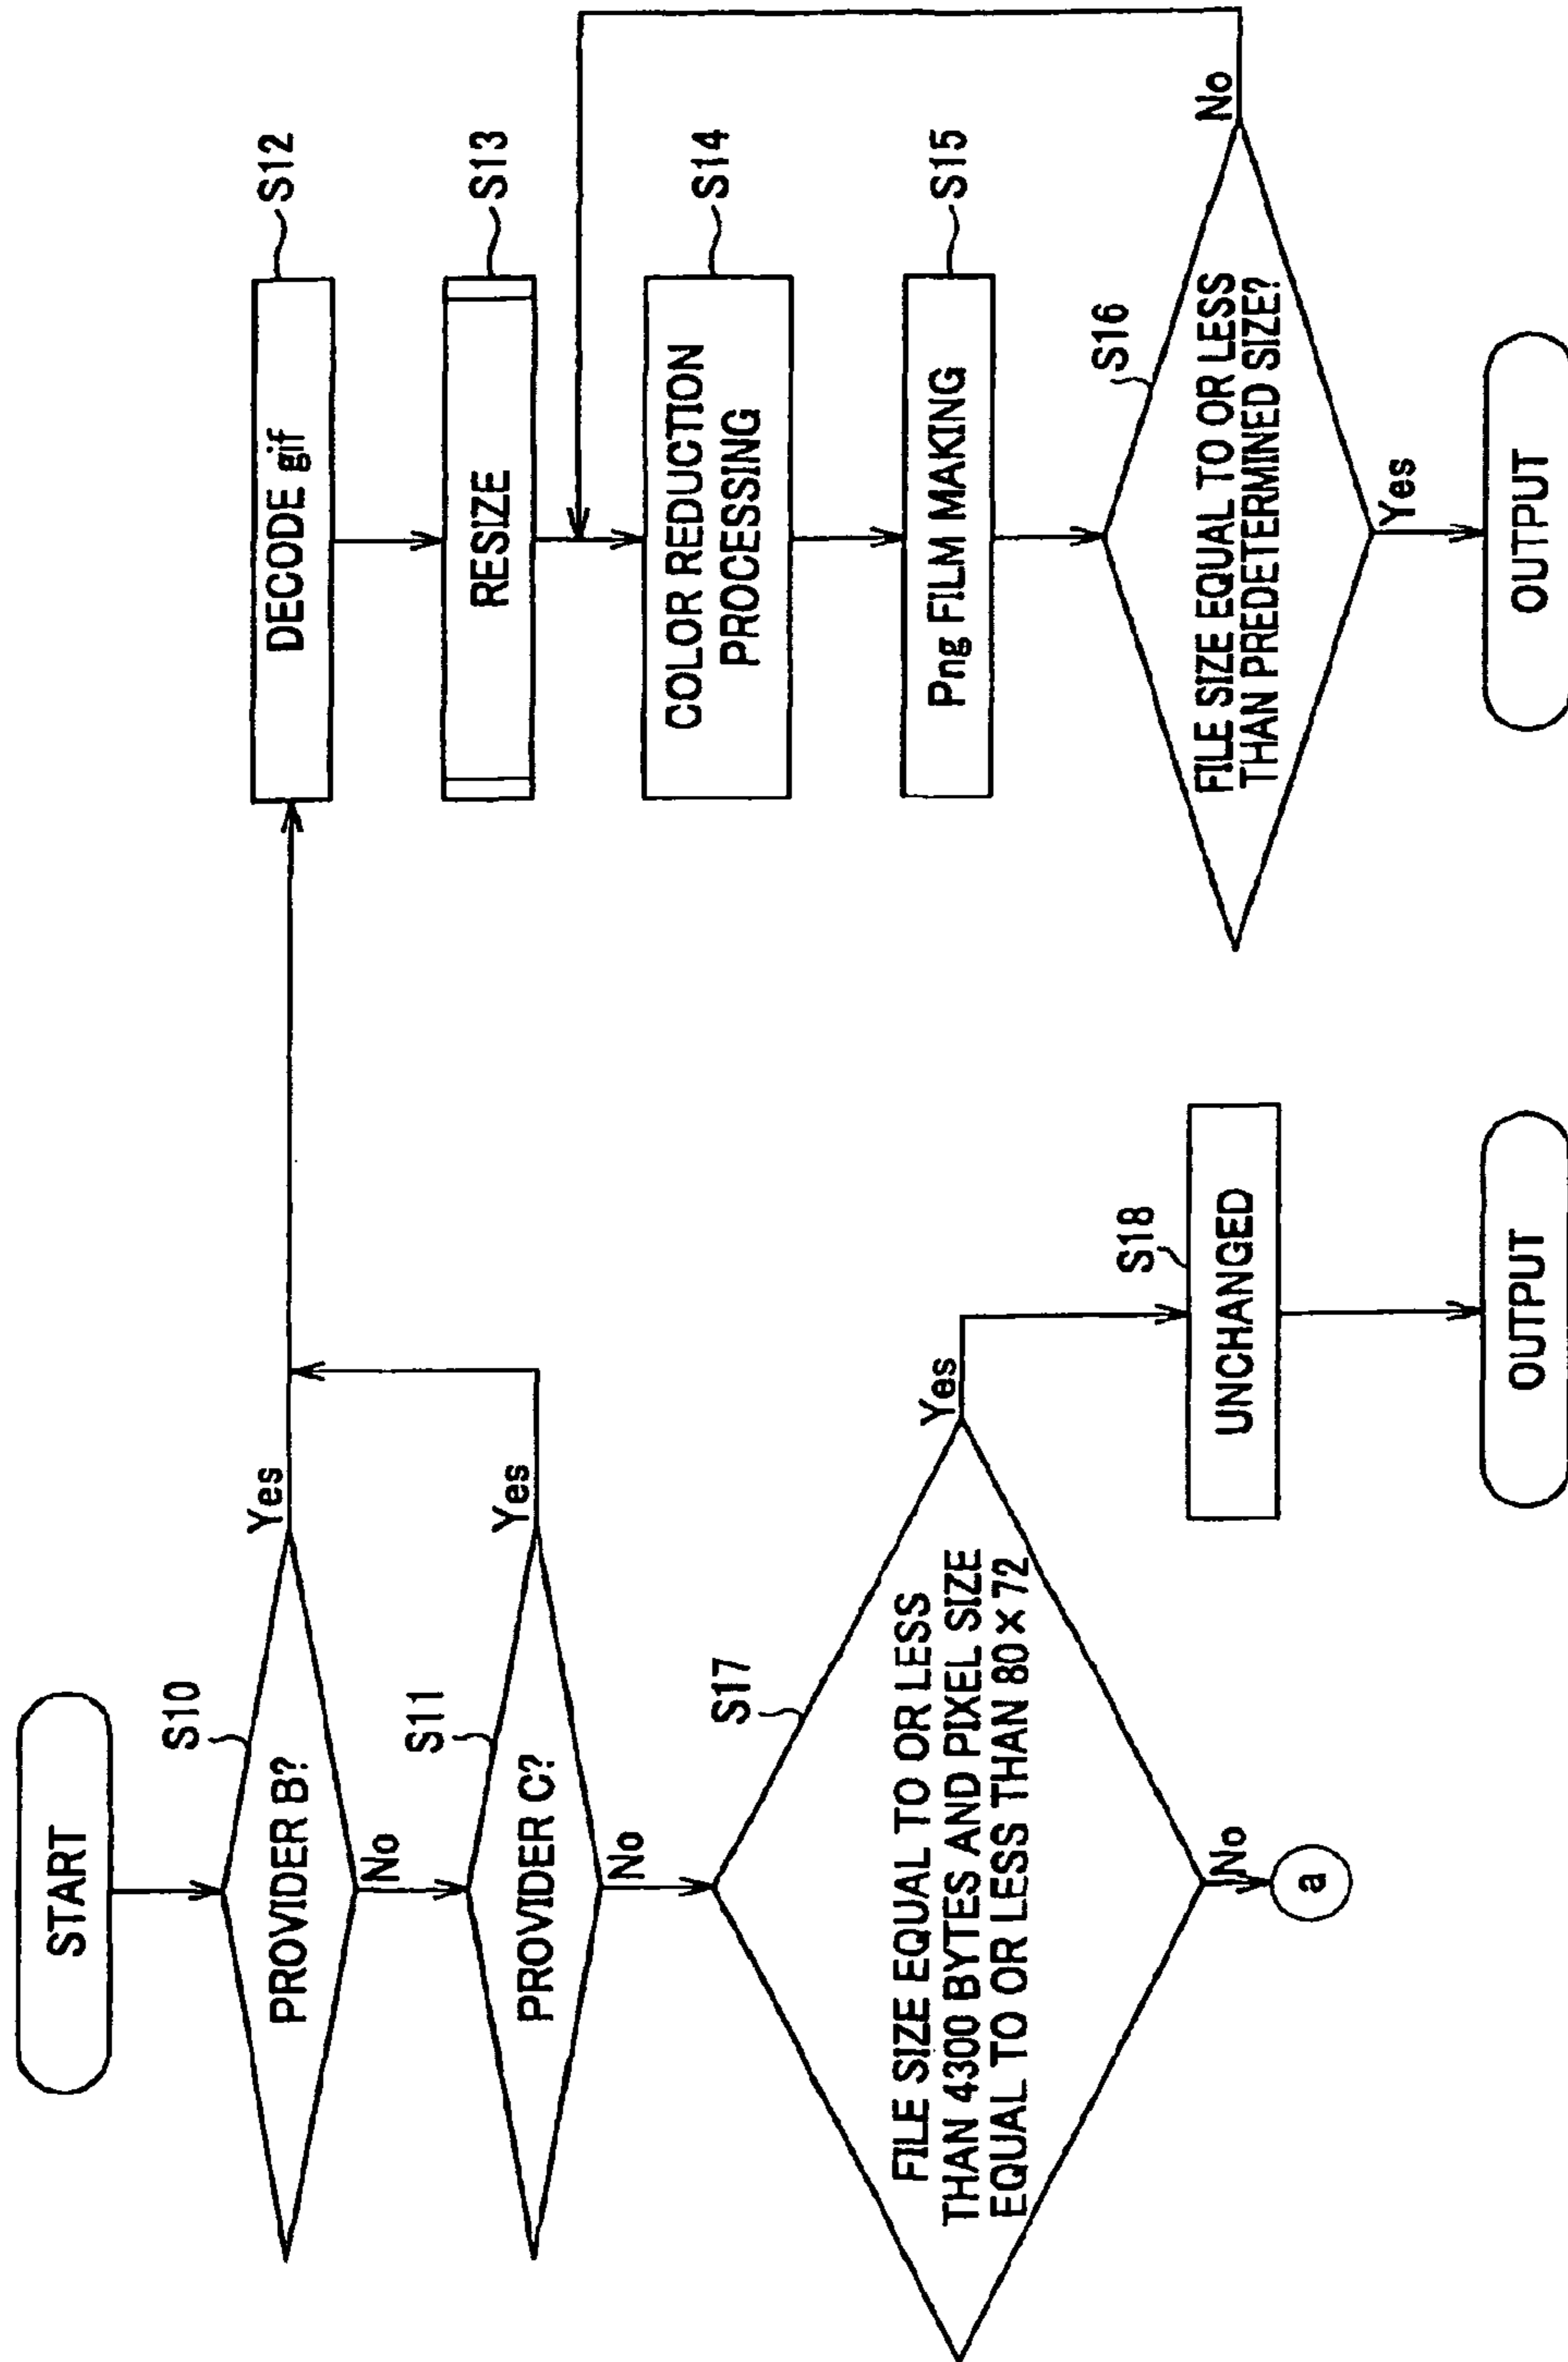 START
S10
PROVIDER B?
Yes
No
S11
PROVIDER C?
Yes
No
S17
FILE SIZE EQUAL TO OR LESS
THAN 4300 BYTES AND PIXEL SIZE
EQUAL TO OR LESS THAN 80 × 72
Yes
No
a
S18
UNCHANGED
OUTPUT
DECODE gif
S12
RESIZE
S13
COLOR REDUCTION
PROCESSING
S14
Png FILM MAKING
S15
S16
FILE SIZE EQUAL TO OR LESS
THAN PREDETERMINED SIZE?
No
Yes
OUTPUT